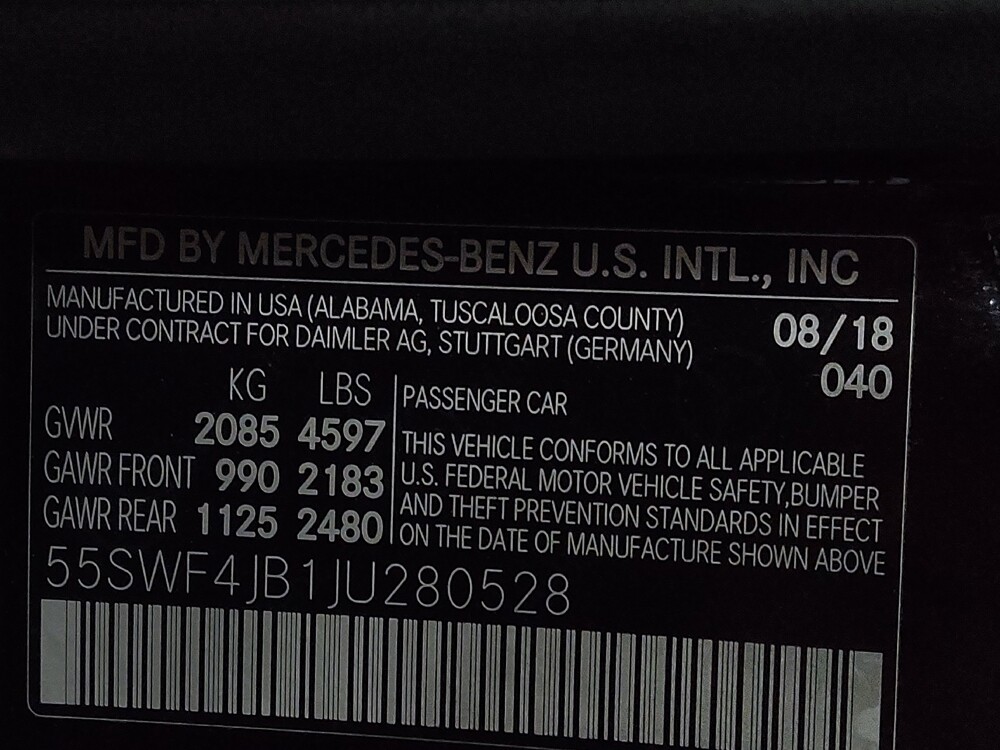 MFD BY MERCEDES-BENZ U.S. INTL., INC
MANUFACTURED IN USA (ALABAMA, TUSCALOOSA COUNTY)
UNDER CONTRACT FOR DAIMLER AG, STUTTGART (GERMANY)
08/18
040
KG LBS
GVWR 2085 4597
GAWR FRONT 990 2183
GAWR REAR 1125 2480
PASSENGER CAR
THIS VEHICLE CONFORMS TO ALL APPLICABLE
U.S. FEDERAL MOTOR VEHICLE SAFETY,BUMPER
AND THEFT PREVENTION STANDARDS IN EFFECT
ON THE DATE OF MANUFACTURE SHOWN ABOVE
55SWF4JB1JU280528